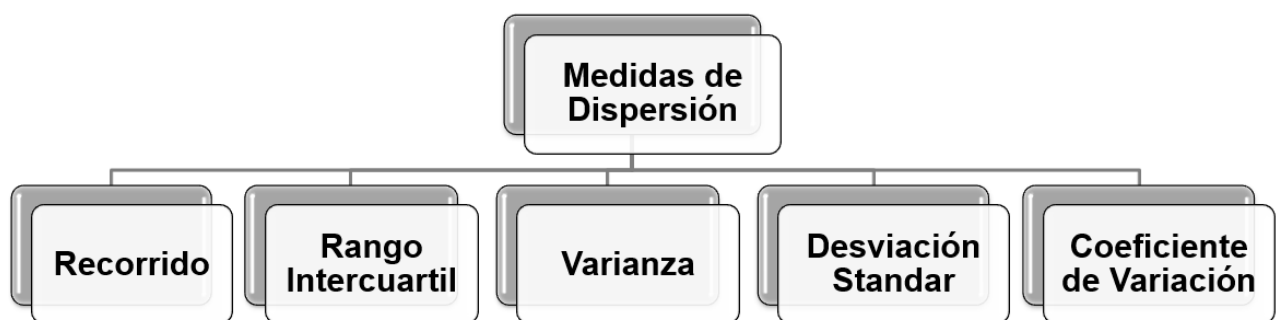 Medidas de
Dispersión
Recorrido
Rango
Intercuartil
Varianza
Desviación
Standar
Coeficiente
de Variación